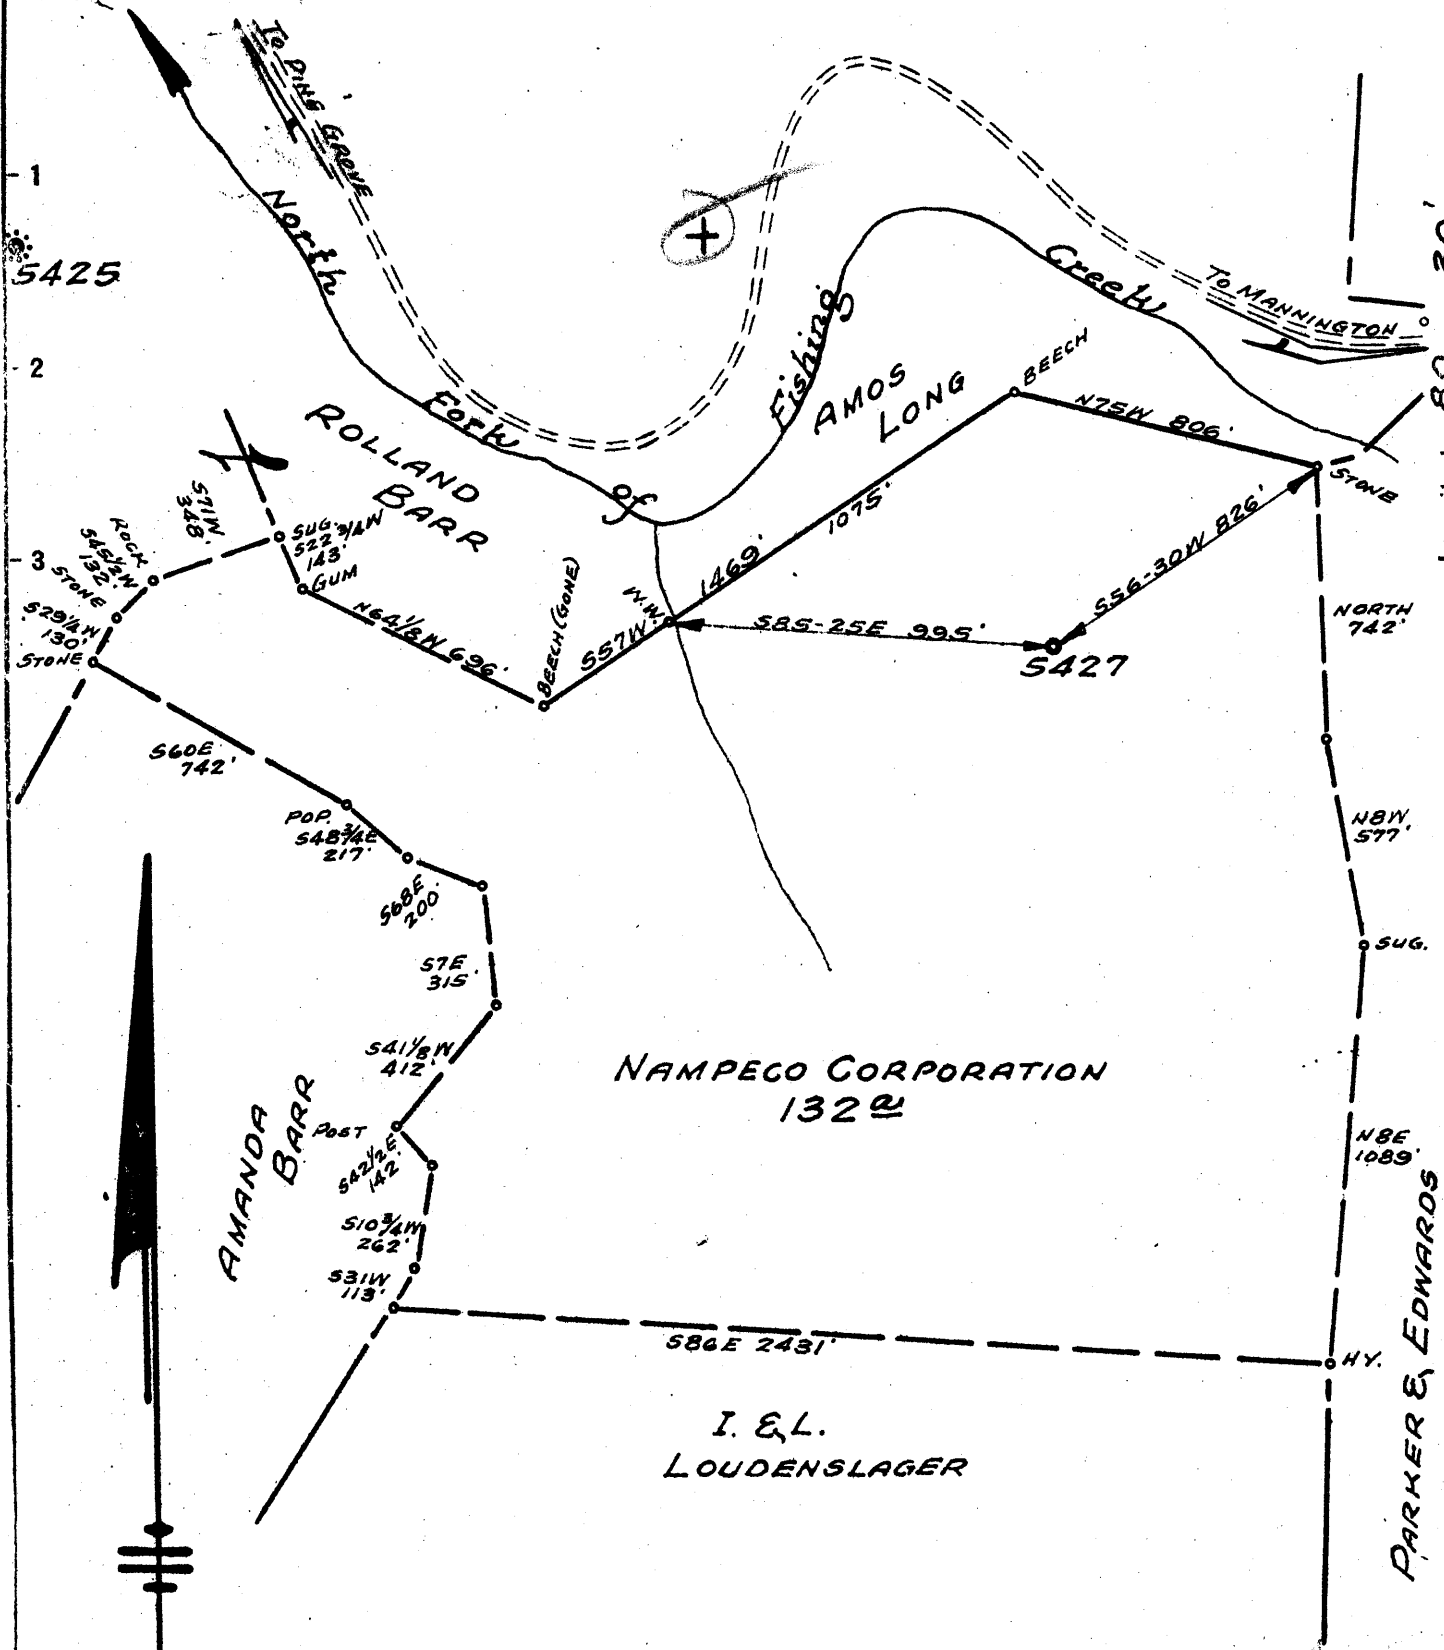 To PINE GROVE
1
North
5425
2
Fork
of
Fishing
Creek
To MANNINGTON
20'
80
AMOS
LONG
BEECH
N75W 806'
STONE
ROLLAND
BARR
S71W
348'
SUG.
S22 3/4W
143'
GUM
ROCK
S45 1/2W
132'
STONE
3
S29 1/4W
130'
STONE
N64 1/8W 696'
BEECH (GONE)
S57W
W.W.
1469'
1075'
S85-25E 995'
S56-30W 826'
5427
NORTH
742'
S60E
742'
POP.
S48 3/4E
217'
S68E
200'
N8W
577'
SUG.
S7E
315'
S41 1/8W
412'
NAMPECO CORPORATION
132 a
AMANDA
BARR
POST
S42 1/2E
142'
N8E
1089'
S10 3/4W
262'
S31W
113'
S86E 2431'
HY.
I. & L.
LOUDENSLAGER
PARKER & EDWARDS